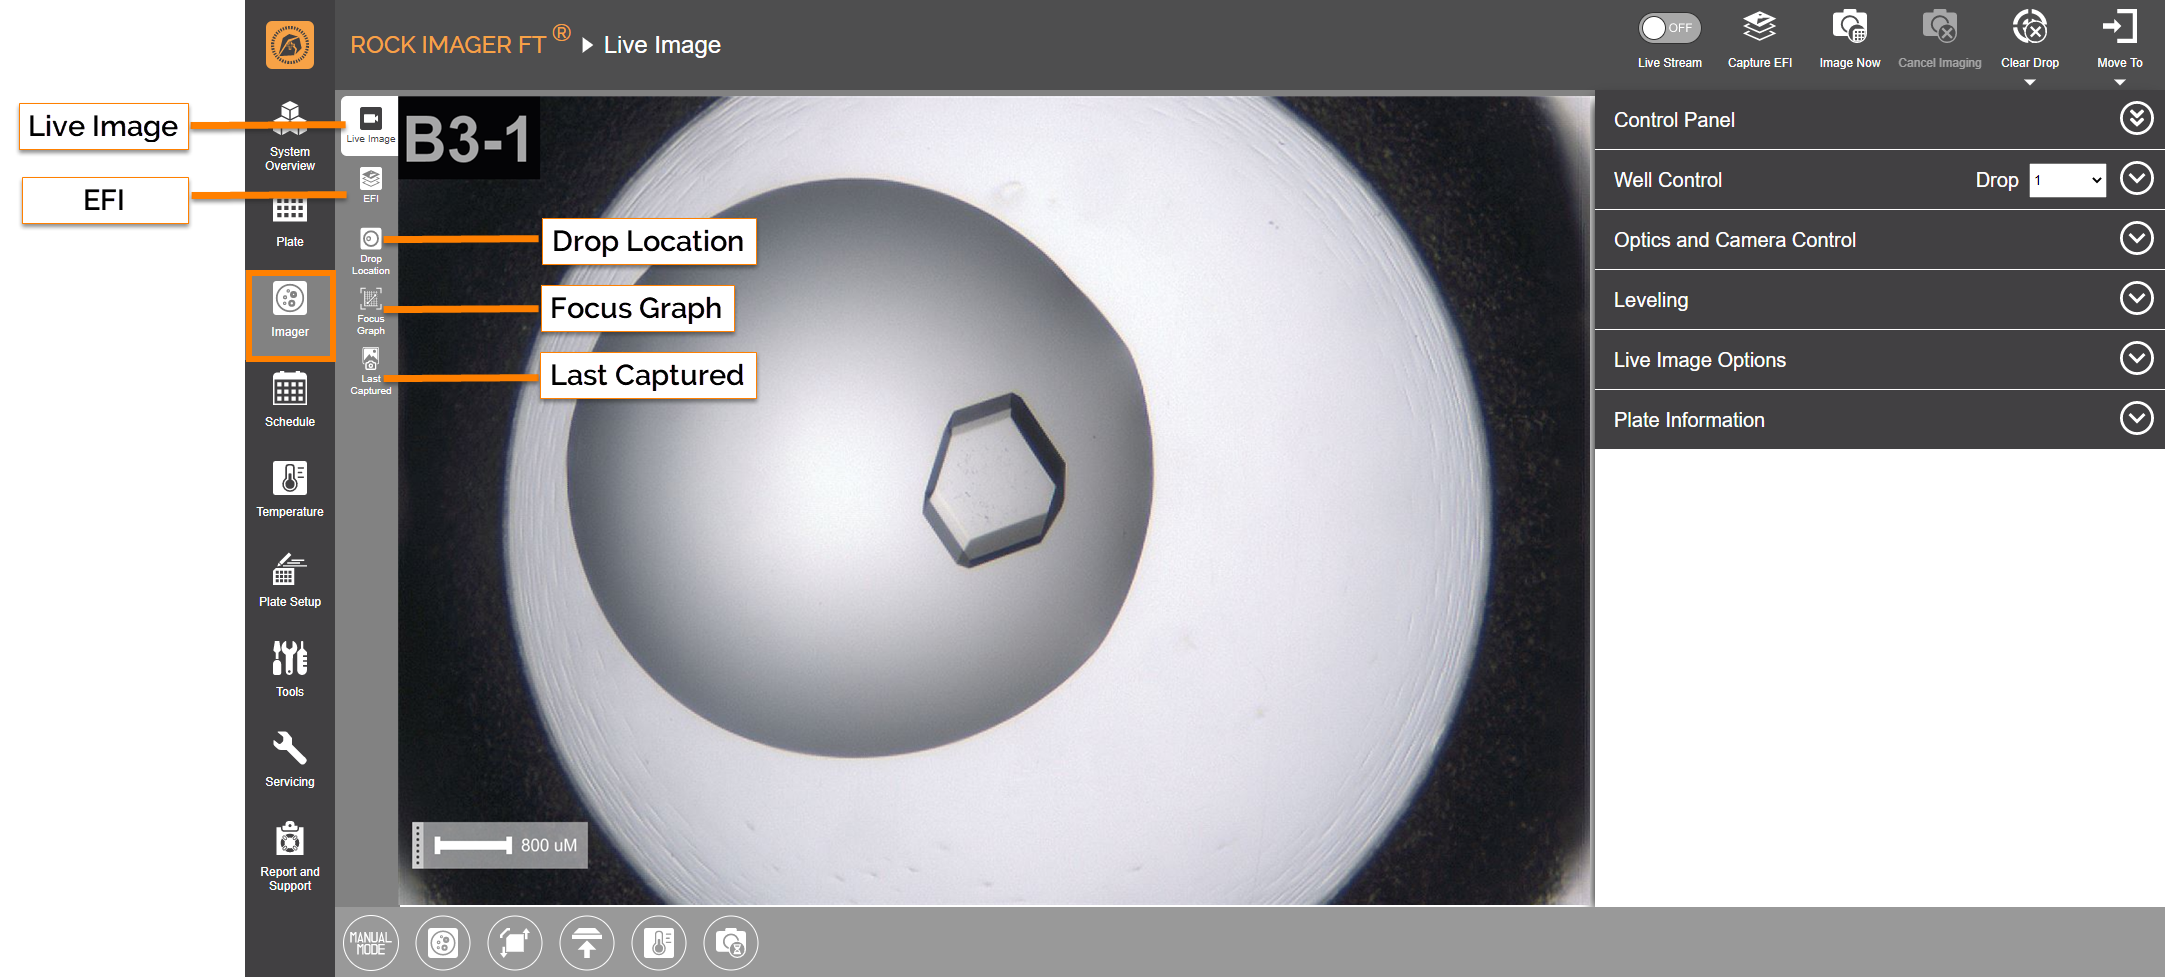 ROCK IMAGER FT ® Live Image
OFF
Live Stream
Capture EFI
Image Now
Cancel Imaging
Clear Drop
Move To
Live Image
EFI
System
Overview
Plate
Imager
Schedule
Temperature
Plate Setup
Tools
Servicing
Report and
Support
Live Image
EFI
Drop
Location
Focus
Graph
Last
Captured
B3-1
Drop Location
Focus Graph
Last Captured
800 uM
Control Panel
Well Control Drop 1
Optics and Camera Control
Leveling
Live Image Options
Plate Information
MANUAL
MODE